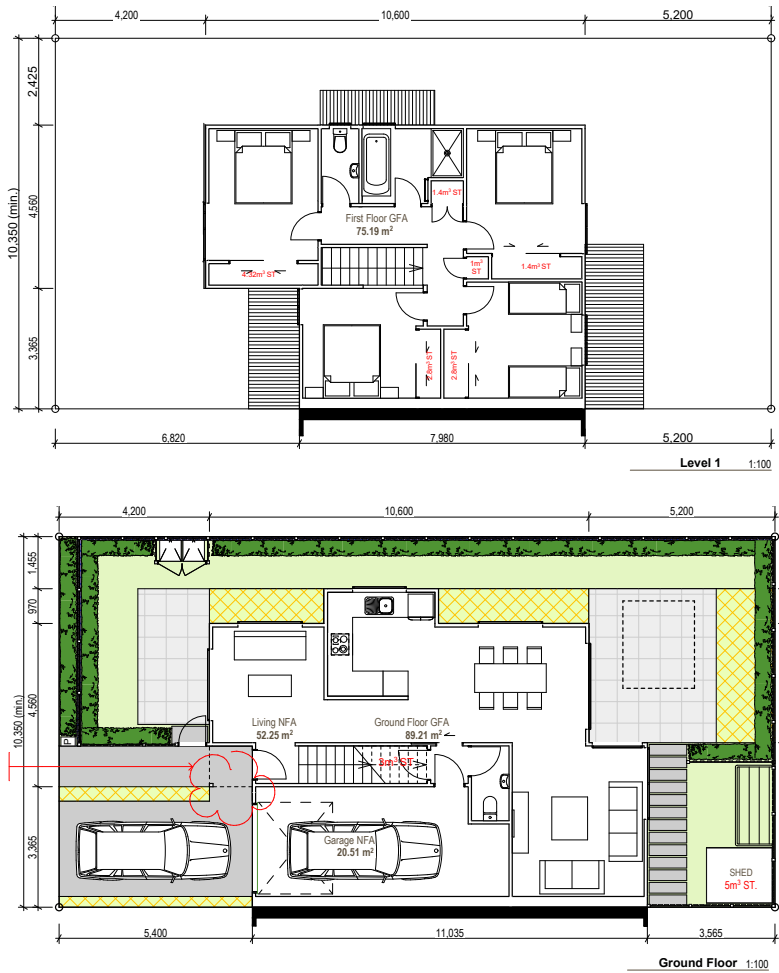 4,200
10,600
5,200
2,425
4,560
3,365
10,350 (min.)
1.4m³ ST
First Floor GFA
75.19 m²
4.32m³ ST
1m³
ST
1.4m³ ST
2.8m³ ST
2.8m³ ST
6,820
7,980
5,200
Level 1
1:100
4,200
10,600
5,200
1,455
970
4,560
3,365
10,350 (min.)
Living NFA
52.25 m²
Ground Floor GFA
89.21 m²
3m³ ST.
P
Garage NFA
20.51 m²
SHED
5m³ ST.
5,400
11,035
3,565
Ground Floor
1:100